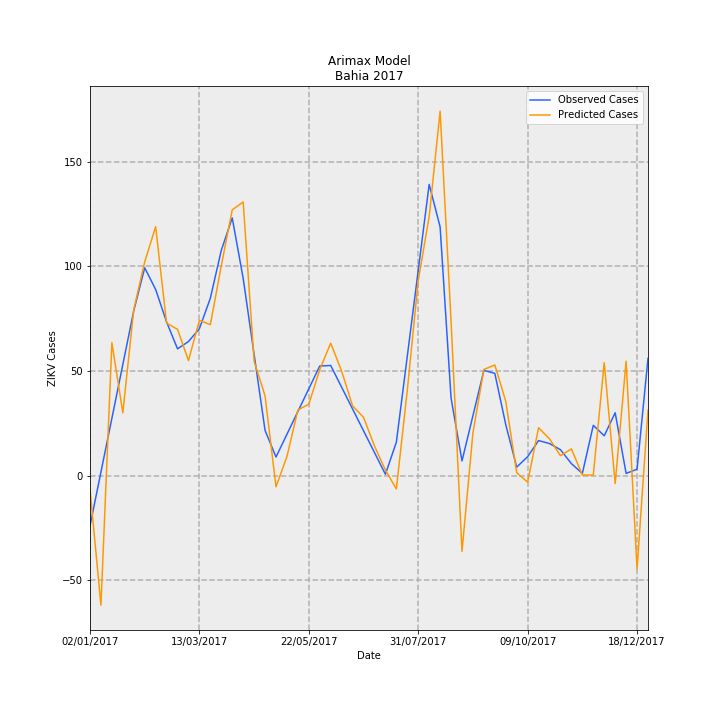 Arimax Model
Bahia 2017
Observed Cases
Predicted Cases
ZIKV Cases
150
100
50
0
−50
02/01/2017
13/03/2017
22/05/2017
31/07/2017
09/10/2017
18/12/2017
Date